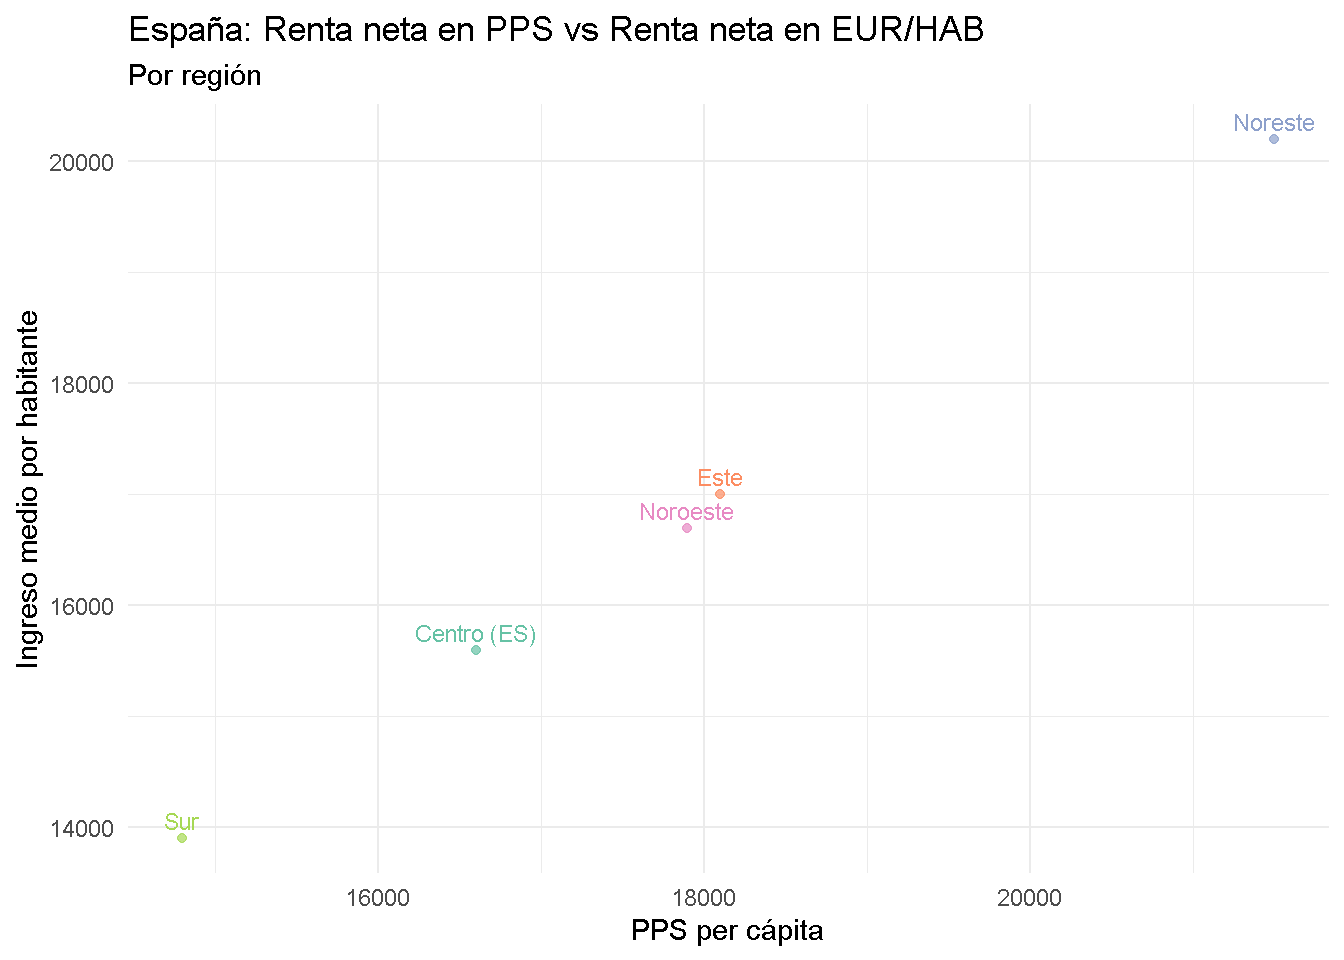 España: Renta neta en PPS vs Renta neta en EUR/HAB
Por región
Noreste
20000
18000
Este
Noroeste
16000
Centro (ES)
Sur
14000
Ingreso medio por habitante
16000 18000 20000
PPS per cápita